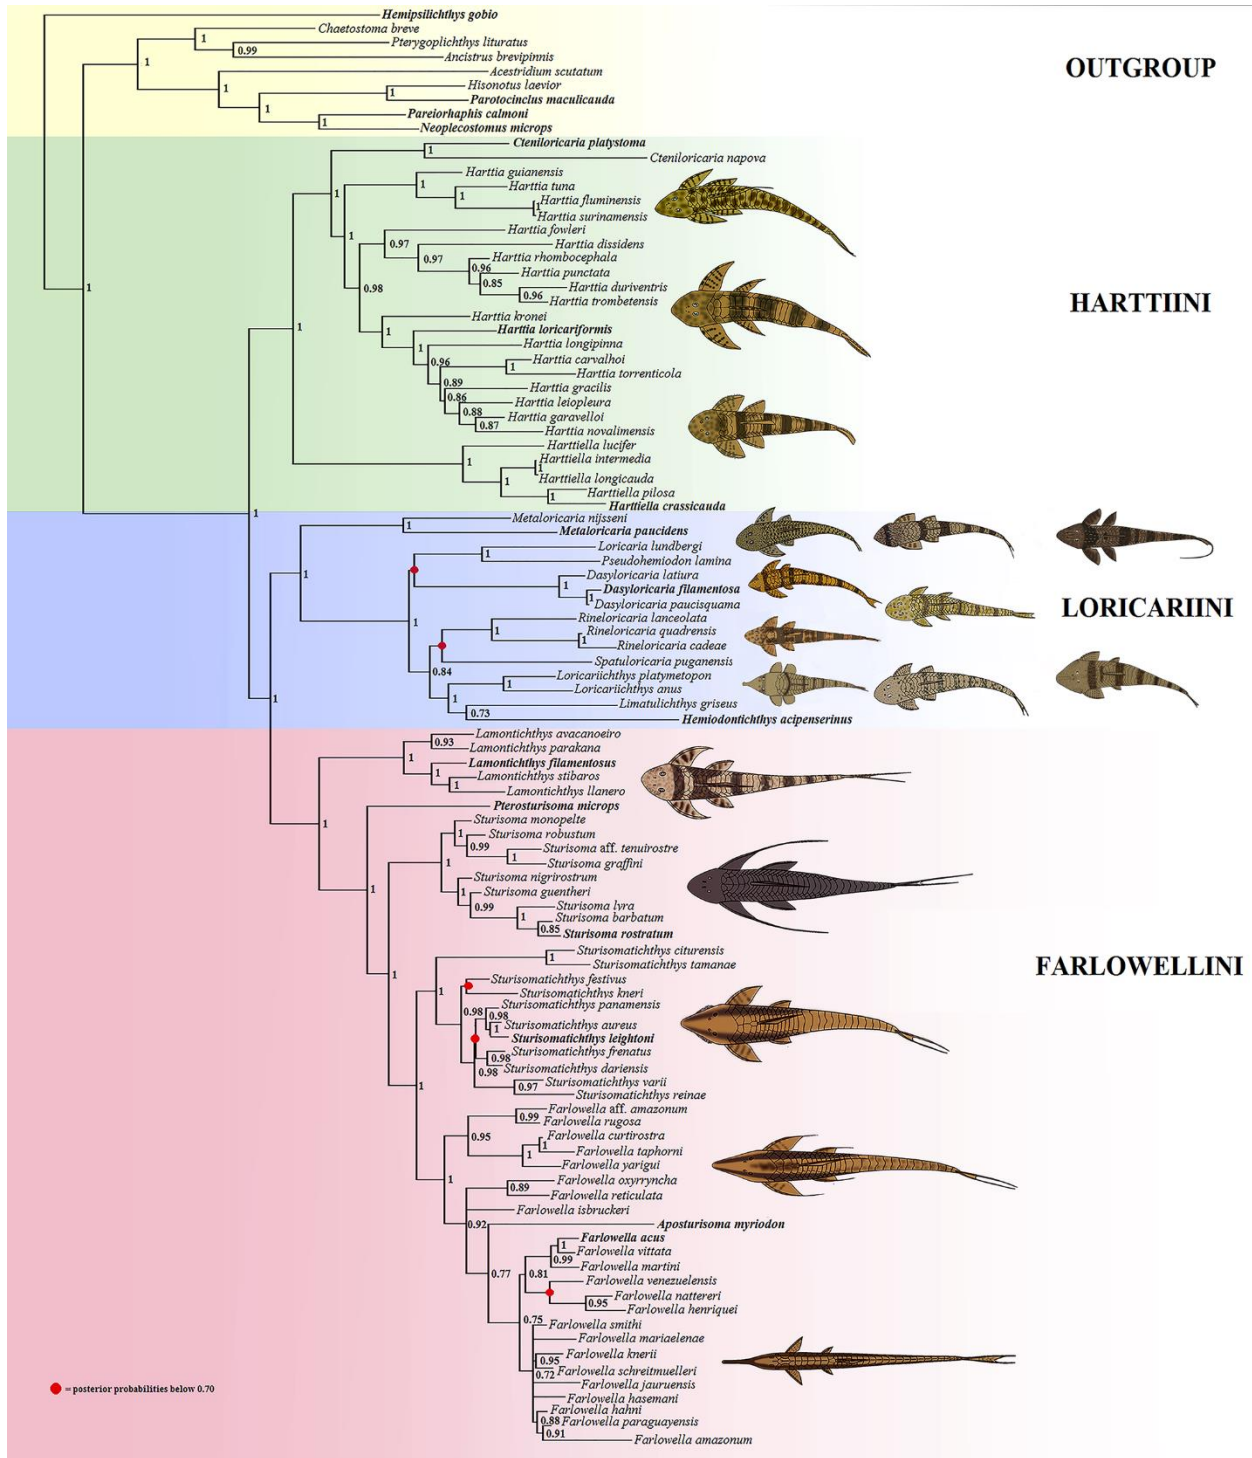 Hemipsilichthys gobio
Chaetostoma breve
1
Pterygoplichthys lituratus
0.99
Ancistrus brevipinnis
1
OUTGROUP
Acestridium scutatum
Hisonotus laevior
1
1
Parotocinclus maculicauda
1
Pareiorhaphis calmoni
1
Neoplecostomus microps
Cteniloricaria platystoma
1
Cteniloricaria napova
Harttia guianensis
1
Harttia tuna
1
1
Harttia fluminensis
1
Harttia surinamensis
Harttia fowleri
1
0.97
Harttia dissidens
0.97
Harttia rhombocephala
0.96
Harttia punctata
0.85
1
0.98
Harttia duriventris
0.96
Harttia trombetensis
HARTTIINI
Harttia kronei
1
1
Harttia loricariformis
1
Harttia longipinna
0.96
Harttia carvalhoi
1
Harttia torrenticola
0.89
Harttia gracilis
0.86
Harttia leiopleura
0.88
Harttia garavelloi
0.87
Harttia novalimensis
Harttiella lucifer
1
Harttiella intermedia
1
Harttiella longicauda
1
Harttiella pilosa
1
Harttiella crassicauda
1
Metaloricaria nijsseni
1
Metaloricaria paucidens
Loricaria lundbergi
1
Pseudohemiodon lamina
1
Dasyloricaria latiura
1
Dasyloricaria filamentosa
1
Dasyloricaria paucisquama
LORICARIINI
1
Rineloricaria lanceolata
1
Rineloricaria quadrensis
1
Rineloricaria cadeae
Spatuloricaria puganensis
0.84
Loricariichthys platymetopon
1
Loricariichthys anus
1
1
Limatulichthys griseus
0.73
Hemiodontichthys acipenserinus
Lamontichthys avacanoeiro
0.93
Lamontichthys parakana
1
Lamontichthys filamentosus
1
Lamontichthys stibaros
1
Lamontichthys llanero
1
Pterosturisoma microps
Sturisoma monopelte
1
Sturisoma robustum
0.99
Sturisoma aff. tenuirostre
1
Sturisoma graffini
1
Sturisoma nigrirostrum
1
1
Sturisoma guentheri
0.99
Sturisoma lyra
1
Sturisoma barbatum
0.85
Sturisoma rostratum
Sturisomatichthys citurensis
1
Sturisomatichthys tamanae
FARLOWELLINI
1
Sturisomatichthys festivus
1
Sturisomatichthys kneri
Sturisomatichthys panamensis
0.98
0.98
Sturisomatichthys aureus
1
Sturisomatichthys leightoni
Sturisomatichthys frenatus
0.98
0.98
Sturisomatichthys dariensis
Sturisomatichthys varii
1
0.97
Sturisomatichthys reinae
Farlowella aff. amazonum
0.99
Farlowella rugosa
0.95
Farlowella curtirostra
1
Farlowella taphorni
1
Farlowella yarigui
1
Farlowella oxyrryncha
0.89
Farlowella reticulata
Farlowella isbruckeri
0.92
Aposturisoma myriodon
Farlowella acus
1
Farlowella vittata
0.99
Farlowella martini
0.77
0.81
Farlowella venezuelensis
Farlowella nattereri
0.95
Farlowella henriquei
0.75
Farlowella smithi
Farlowella mariaelenae
Farlowella knerii
0.95
Farlowella schreitmuelleri
0.72
Farlowella jauruensis
= posterior probabilities below 0.70
Farlowella hasemani
Farlowella hahni
0.88
Farlowella paraguayensis
0.91
Farlowella amazonum